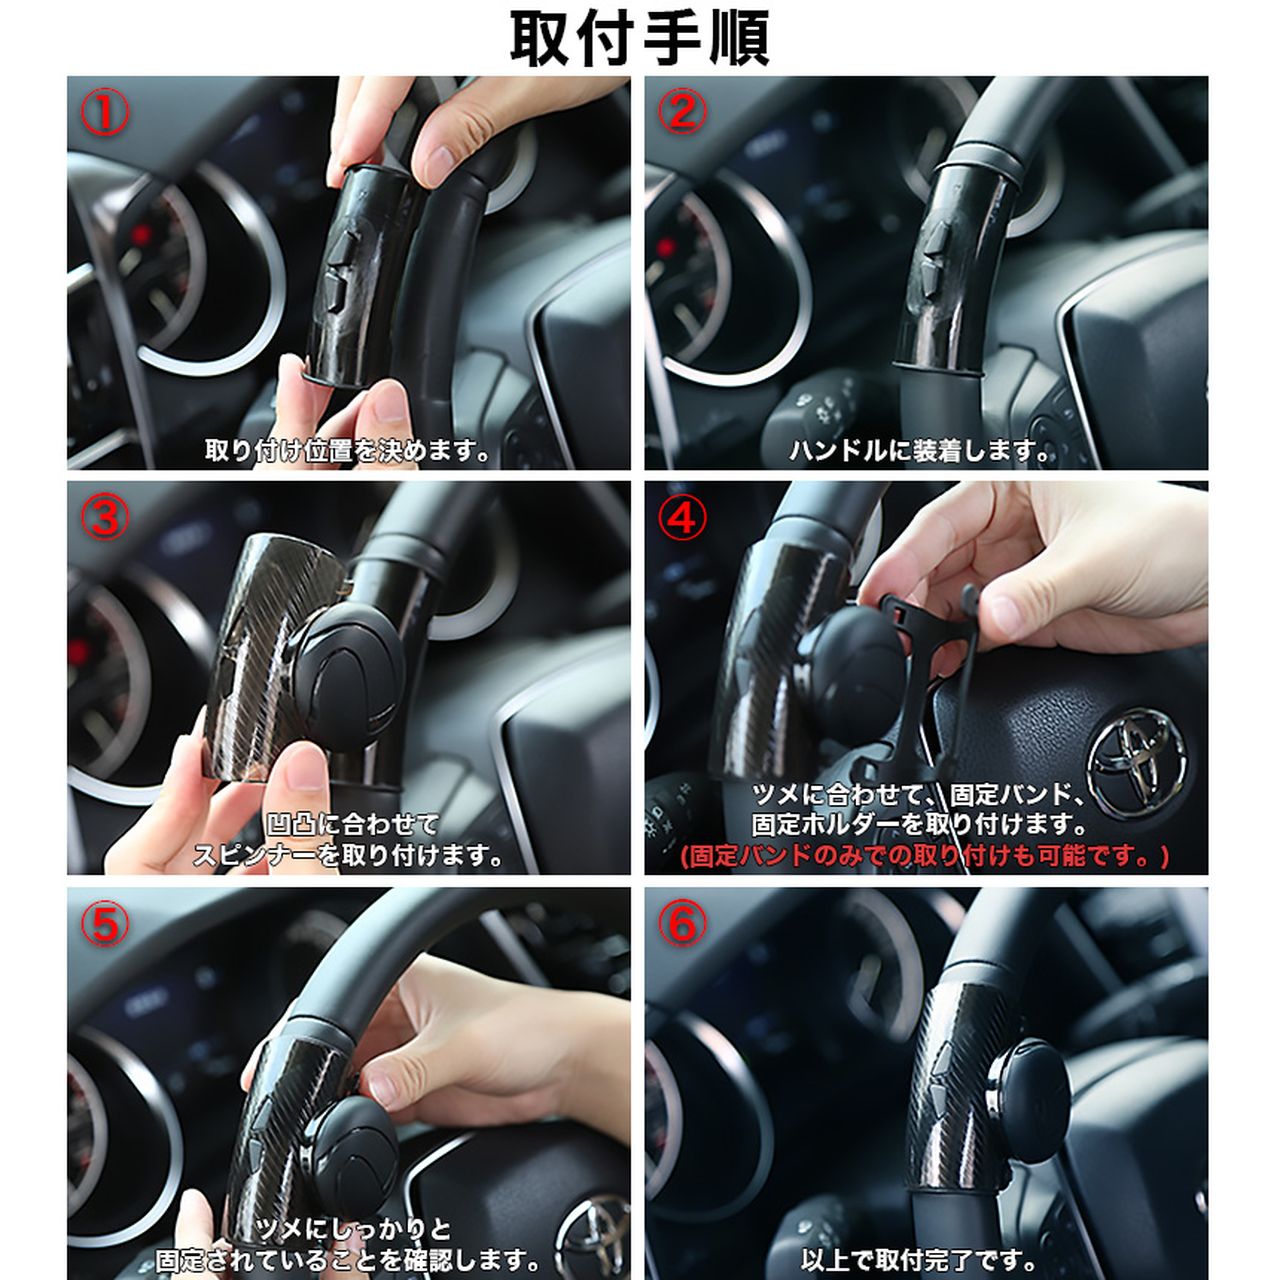 取付手順
①
取り付け位置を決めます。
②
ハンドルに装着します。
③
凹凸に合わせて
スピンナーを取り付けます。
④
ツメに合わせて、固定バンド、
固定ホルダーを取り付けます。
(固定バンドのみでの取り付けも可能です。)
⑤
ツメにしっかりと
固定されていることを確認します。
⑥
以上で取付完了です。